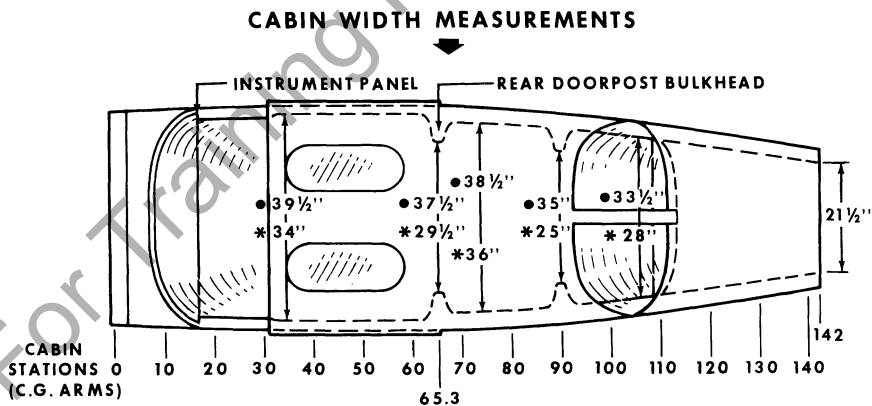 CABIN WIDTH MEASUREMENTS
INSTRUMENT PANEL
REAR DOORPOST BULKHEAD
● 39½''
* 34''
● 37½''
* 29½''
● 38½''
* 36''
● 35''
* 25''
● 33½''
* 28''
21½''
For Training
CABIN
STATIONS
(C.G. ARMS)
0 10 20 30 40 50 60 70 80 90 100 110 120 130 140
142
65.3